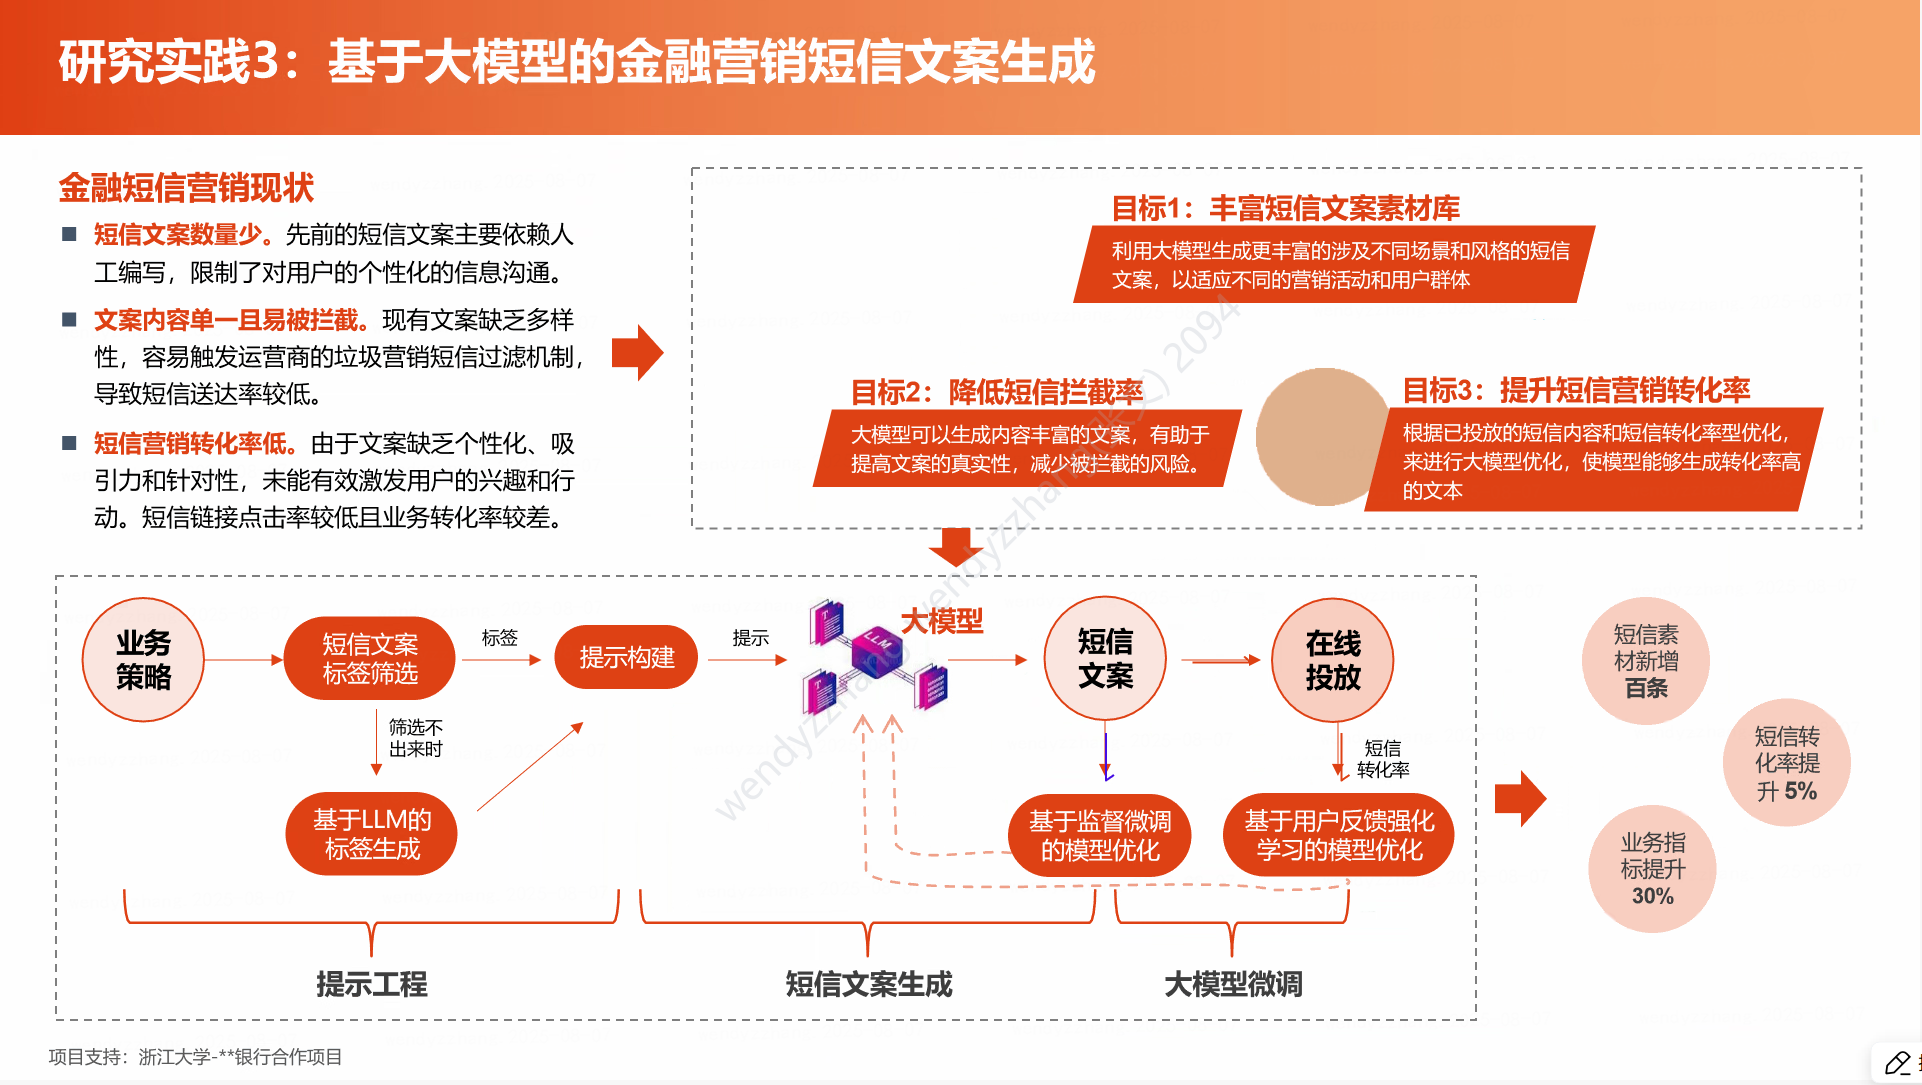 研究实践3：基于大模型的金融营销短信文案生成
金融短信营销现状
短信文案数量少。先前的短信文案主要依赖人
工编写，限制了对用户的个性化的信息沟通。
文案内容单一且易被拦截。现有文案缺乏多样
性，容易触发运营商的垃圾营销短信过滤机制，
导致短信送达率较低。
短信营销转化率低。由于文案缺乏个性化、吸
引力和针对性，未能有效激发用户的兴趣和行
动。短信链接点击率较低且业务转化率较差。
目标1：丰富短信文案素材库
利用大模型生成更丰富的涉及不同场景和风格的短信
文案，以适应不同的营销活动和用户群体
目标2：降低短信拦截率
大模型可以生成内容丰富的文案，有助于
提高文案的真实性，减少被拦截的风险。
目标3：提升短信营销转化率
根据已投放的短信内容和短信转化率型优化，
来进行大模型优化，使模型能够生成转化率高
的文本
业务
策略
短信文案
标签筛选
标签
提示构建
提示
大模型
LLM
短信
文案
在线
投放
筛选不
出来时
短信
转化率
基于LLM的
标签生成
基于监督微调
的模型优化
基于用户反馈强化
学习的模型优化
提示工程
短信文案生成
大模型微调
短信素
材新增
百条
短信转
化率提
升 5%
业务指
标提升
30%
项目支持：浙江大学-**银行合作项目